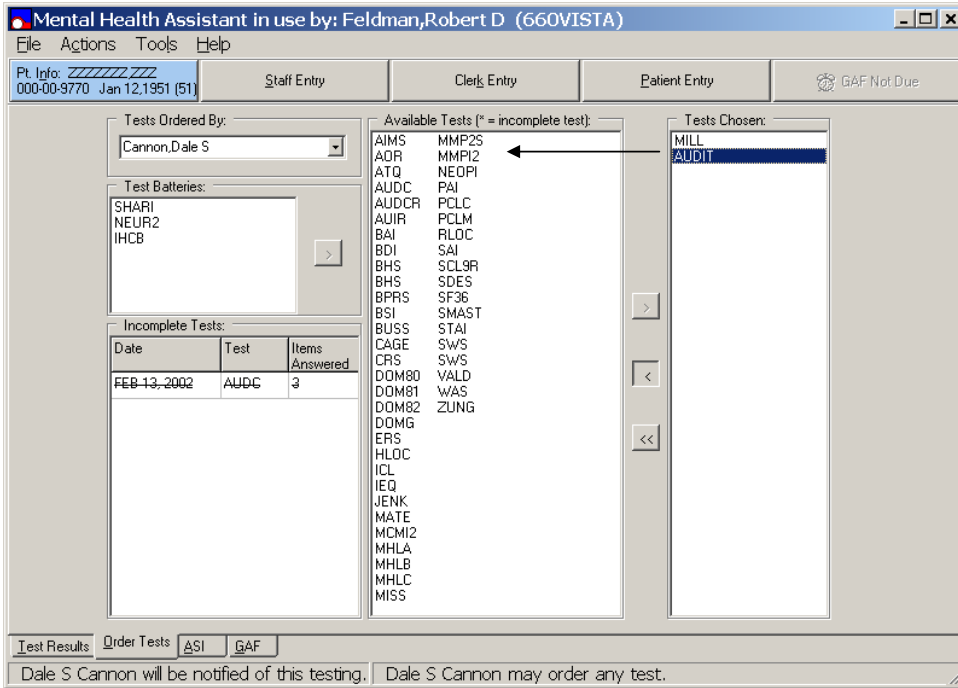 Mental Health Assistant in use by: Feldman,Robert D (660VISTA)
File Actions Tools Help
Pt. Info: ZZZZZZZZ,ZZZ
000-00-9770 Jan 12,1951 (51)
Staff Entry
Clerk Entry
Patient Entry
GAF Not Due
Tests Ordered By:
Cannon,Dale S
Test Batteries:
SHARI
NEUR2
IHCB
>
Incomplete Tests:
Date Test Items Answered
FEB 13, 2002 AUDC 3
Available Tests (* = incomplete test):
AIMS MMP2S
AOR MMPI2
ATQ NEOPI
AUDC PAI
AUDCR PCLC
AUIR PCLM
BAI RLOC
BDI SAI
BHS SCL9R
BHS SDES
BPRS SF36
BSI SMAST
BUSS STAI
CAGE SWS
CRS SWS
DOM80 VALD
DOM81 WAS
DOM82 ZUNG
DOMG
ERS
HLOC
ICL
IEQ
JENK
MATE
MCMI2
MHLA
MHLB
MHLC
MISS
>
<
<<
Tests Chosen:
MILL
AUDIT
Test Results Order Tests ASI GAF
Dale S Cannon will be notified of this testing. Dale S Cannon may order any test.